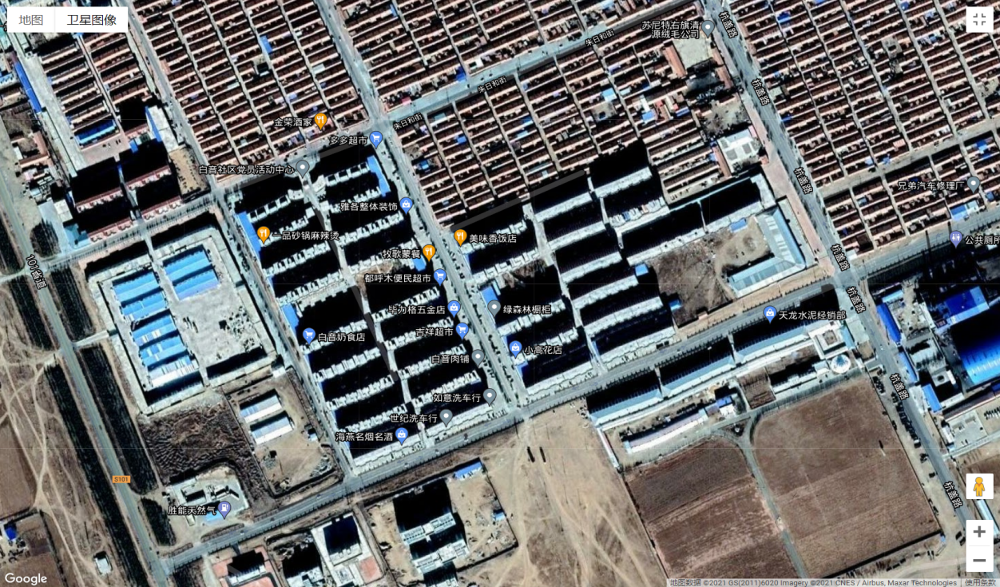 地图 卫星图像
苏尼特右旗清
源绒毛公司
杭盖路
朱日和街
朱日和街
杭盖路
金荣酒家
朱日和街
多多超市
白音社区党员活动中心
杭盖路
兄弟汽车修理厂
雅各整体装饰
一品砂锅麻辣烫
美味香饭店
公共厕所
牧歌蒙餐
杭盖路
101省道
都呼木便民超市
杭盖路
毕力格五金店
绿森林橱柜
天龙水泥经销部
吉祥超市
白音奶食店
小高花店
白音肉铺
杭盖路
如意洗车行
世纪洗车行
海燕名烟名酒
S101
杭盖路
胜能天然气
Google
地图数据 ©2021 GS(2011)6020 Imagery ©2021 CNES / Airbus, Maxar Technologies
使用条款